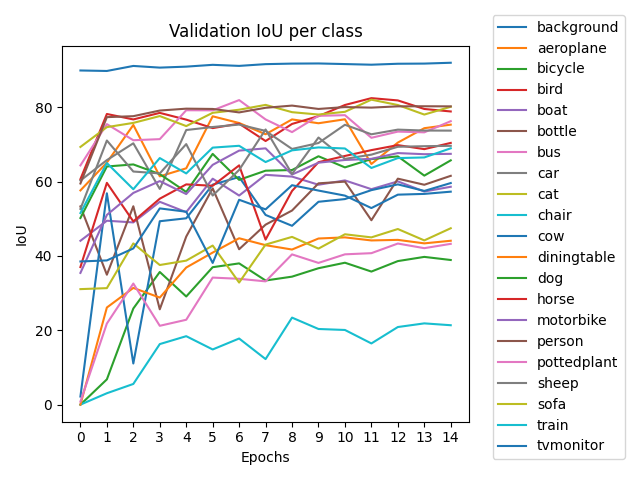 Validation IoU per class
IoU
80
60
40
20
0
0 1 2 3 4 5 6 7 8 9 10 11 12 13 14
Epochs
background
aeroplane
bicycle
bird
boat
bottle
bus
car
cat
chair
cow
diningtable
dog
horse
motorbike
person
pottedplant
sheep
sofa
train
tvmonitor